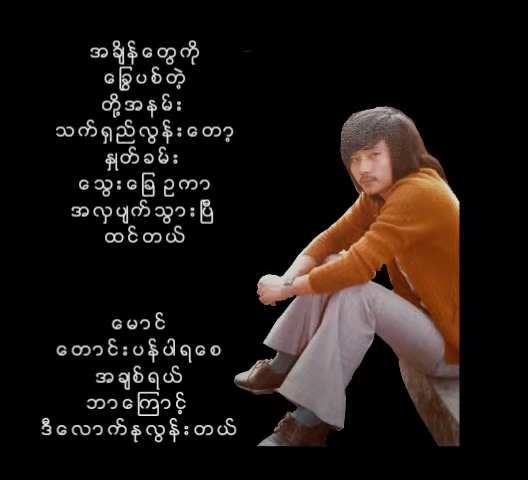 အချိန်တွေကို
ခြွေပစ်တဲ့
တို့အနမ်း
သက်ရှည်လွန်းတော့
နှုတ်ခမ်း
သွေးခြေ ဥကာ
အလှပျက်သွားပြီ
ထင်တယ်
မောင်
တောင်းပန်ပါရစေ
အချစ်ရယ်
ဘာကြောင့်
ဒီလောက်နုလွန်းတယ်